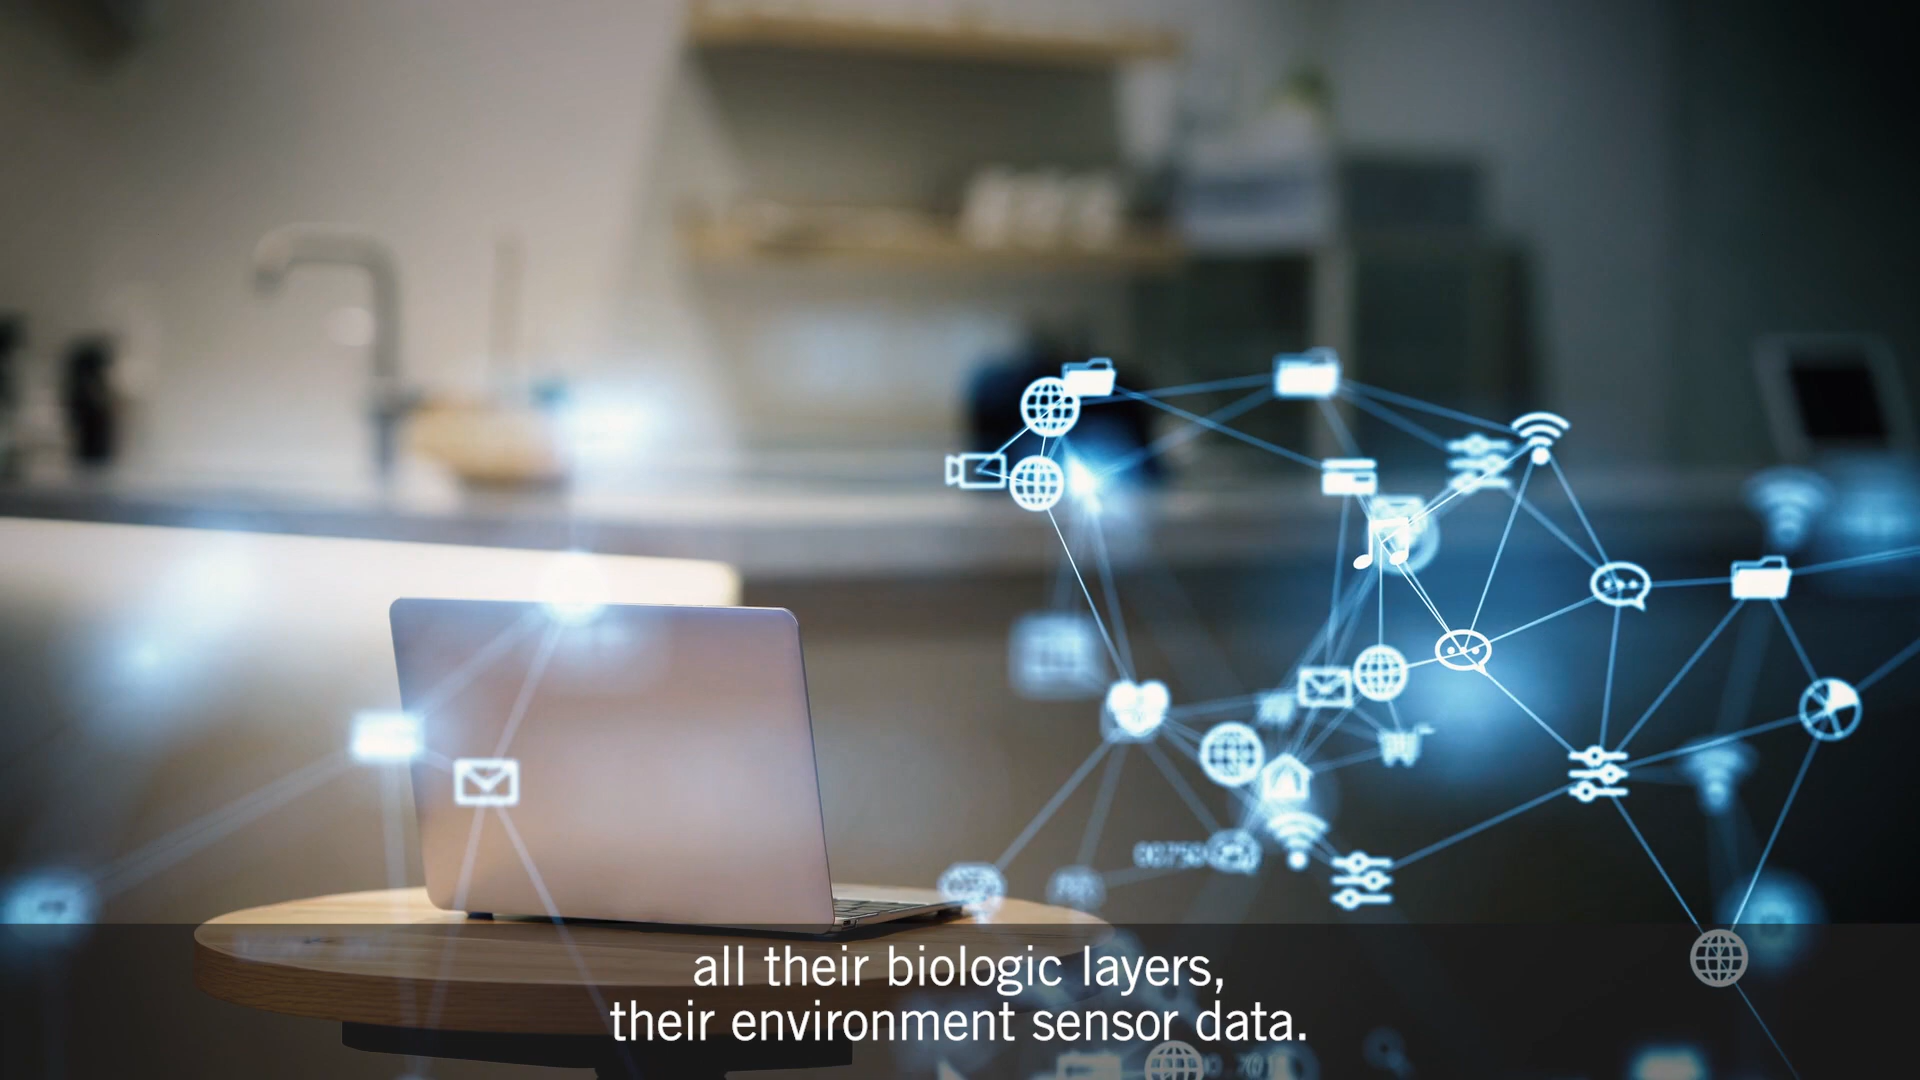 all their biologic layers,
their environment sensor data.